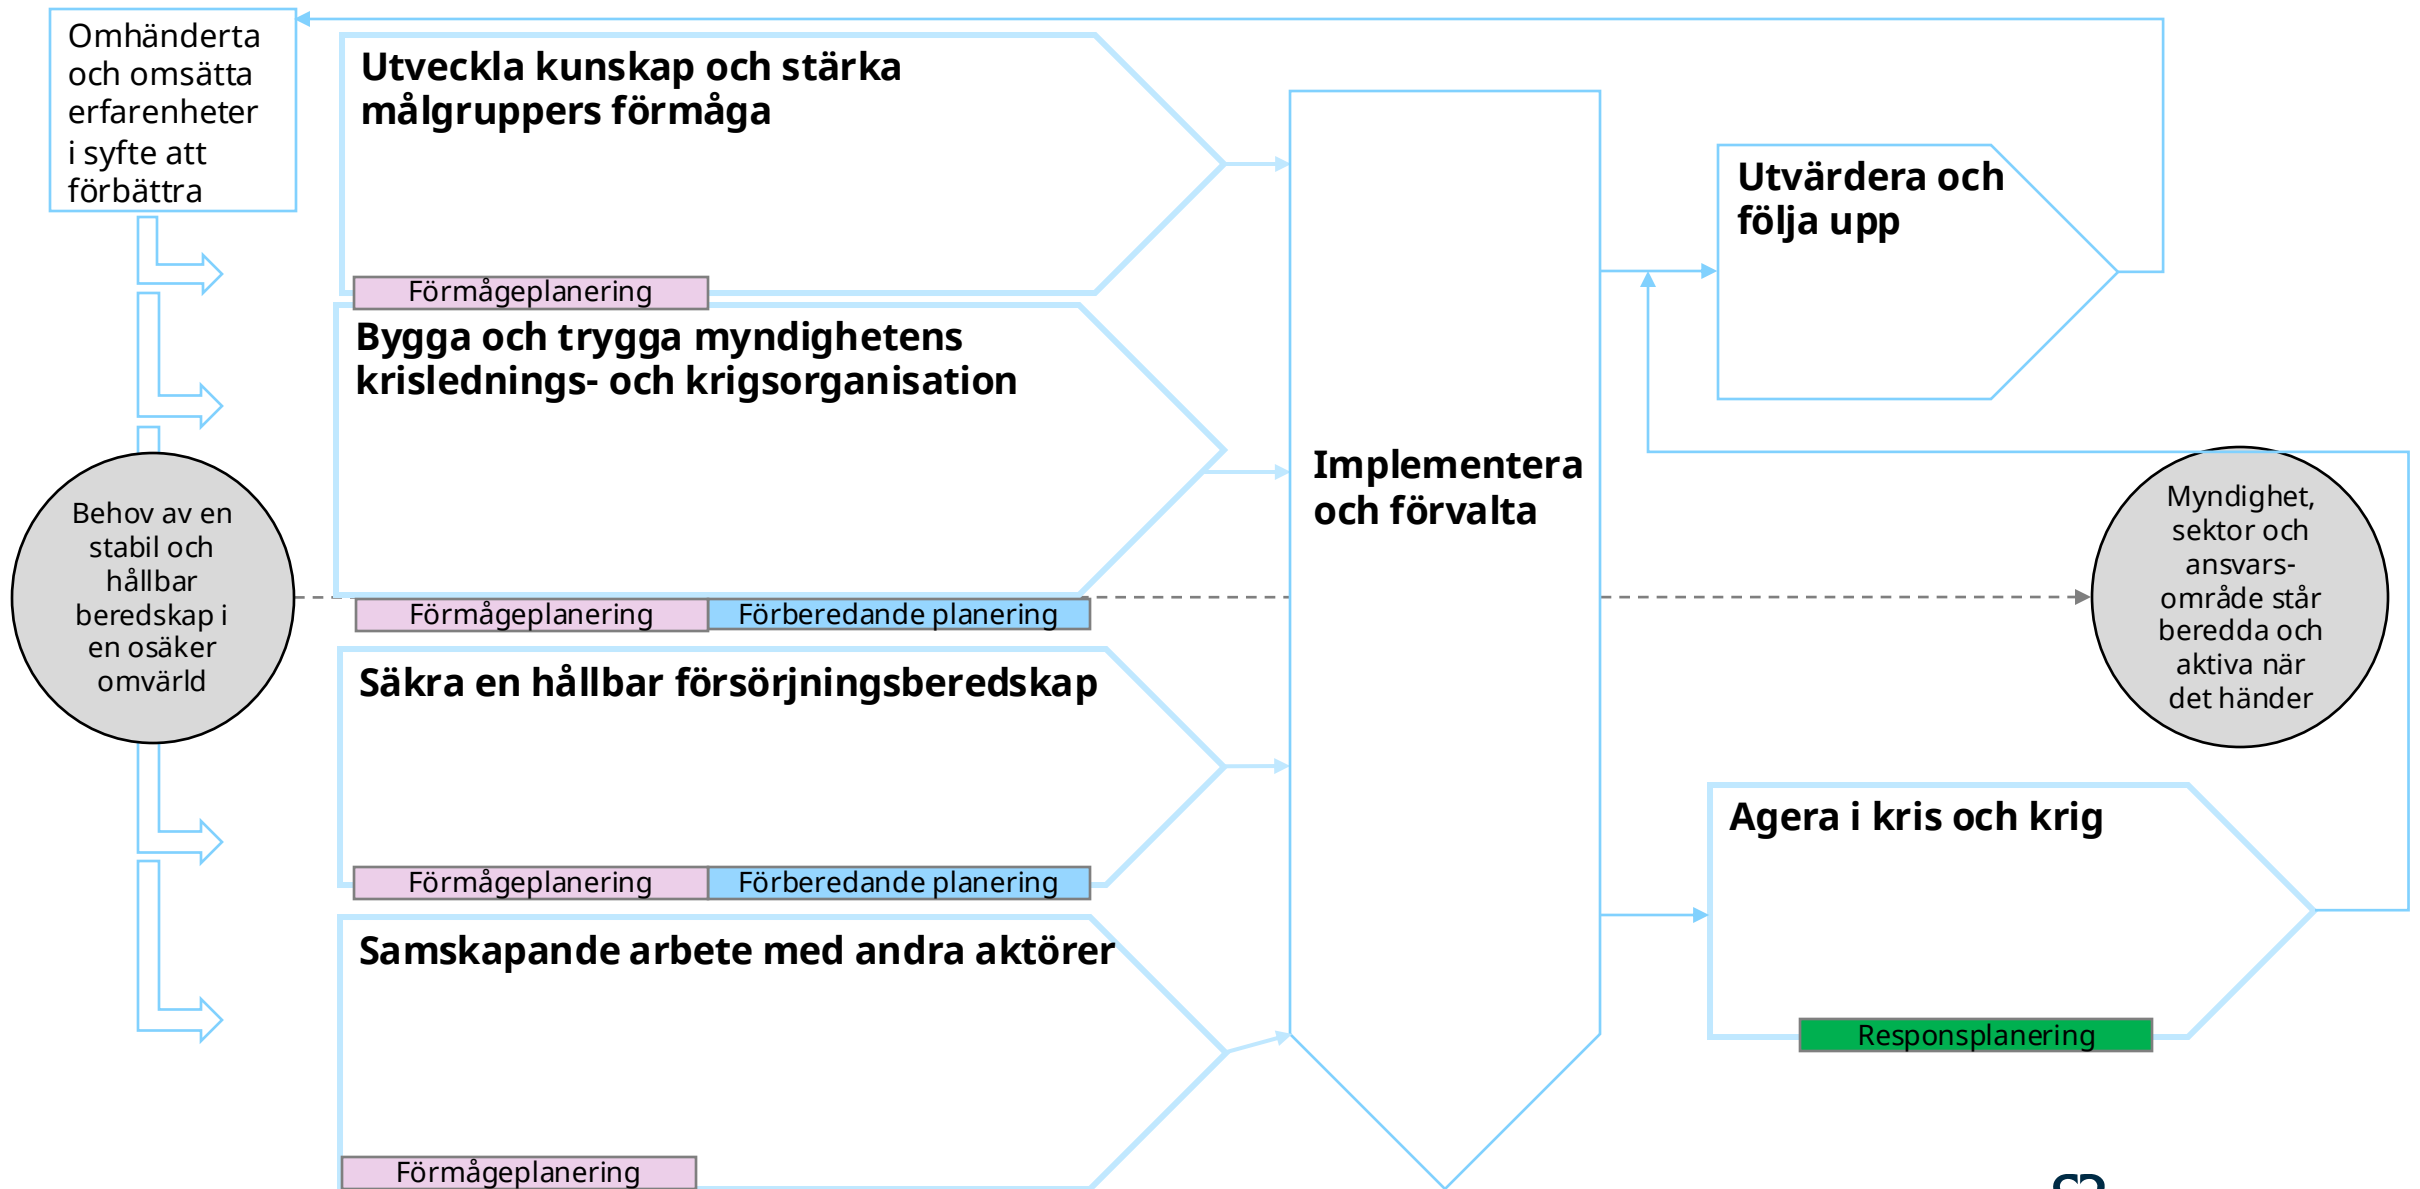 Omhänderta
och omsätta
erfarenheter
i syfte att
förbättra
Utveckla kunskap och stärka
målgruppers förmåga
Förmågeplanering
Bygga och trygga myndighetens
krislednings- och krigsorganisation
Förmågeplanering
Förberedande planering
Behov av en
stabil och
hållbar
beredskap i
en osäker
omvärld
Säkra en hållbar försörjningsberedskap
Förmågeplanering
Förberedande planering
Samskapande arbete med andra aktörer
Förmågeplanering
Implementera
och förvalta
Utvärdera och
följa upp
Myndighet,
sektor och
ansvars-
område står
beredda och
aktiva när
det händer
Agera i kris och krig
Responsplanering